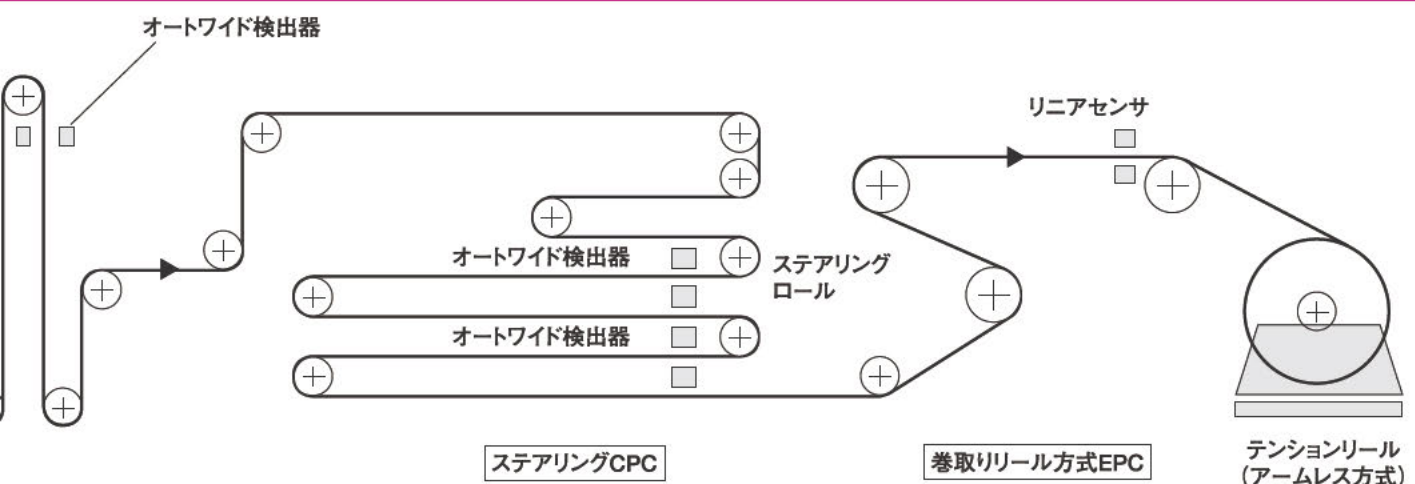 オートワイド検出器
リニアセンサ
オートワイド検出器
ステアリング
ロール
オートワイド検出器
ステアリングCPC
巻取りリール方式EPC
テンションリール
(アームレス方式)